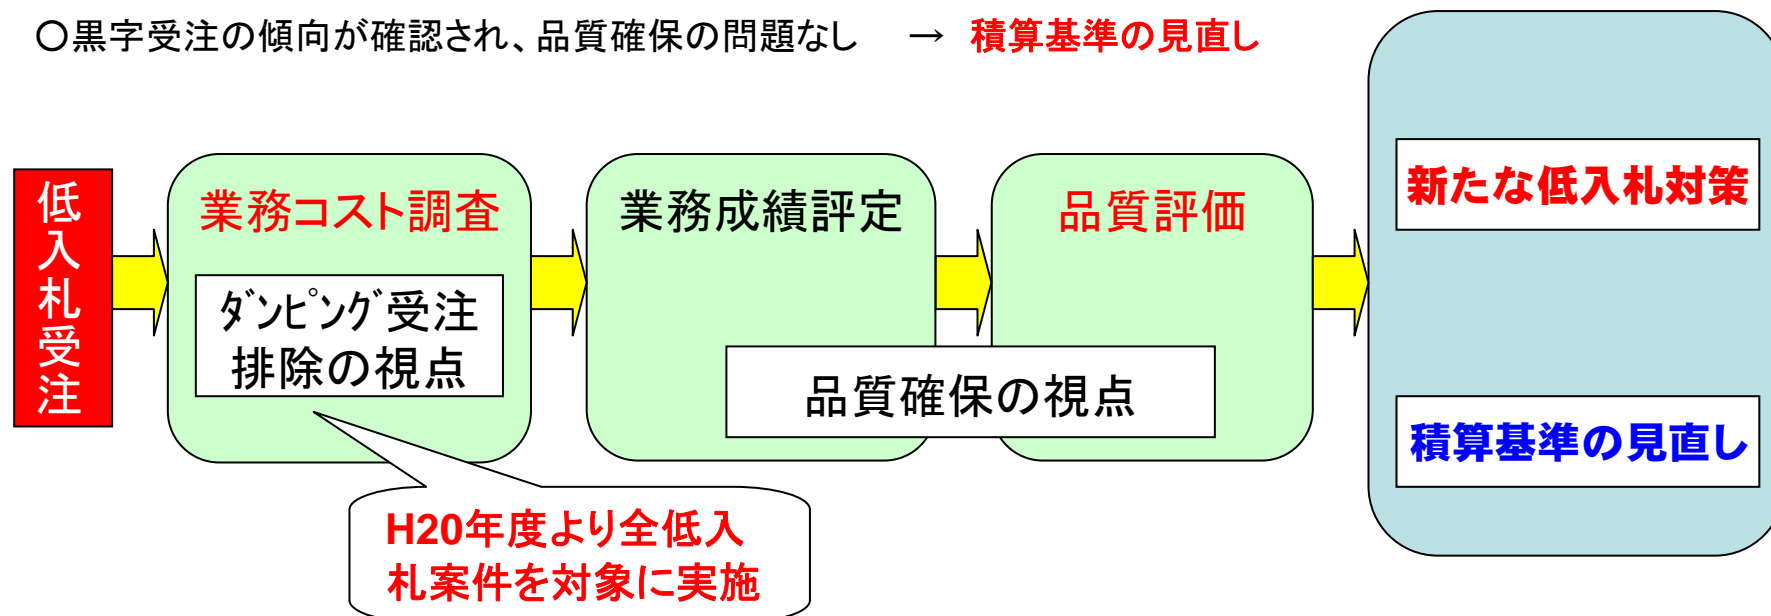 〇黒字受注の傾向が確認され、品質確保の問題なし　→　積算基準の見直し
低入札受注
業務コスト調査
ﾀﾞﾝﾋﾟﾝｸﾞ受注
排除の視点
H20年度より全低入
札案件を対象に実施
業務成績評定
品質評価
品質確保の視点
新たな低入札対策
積算基準の見直し